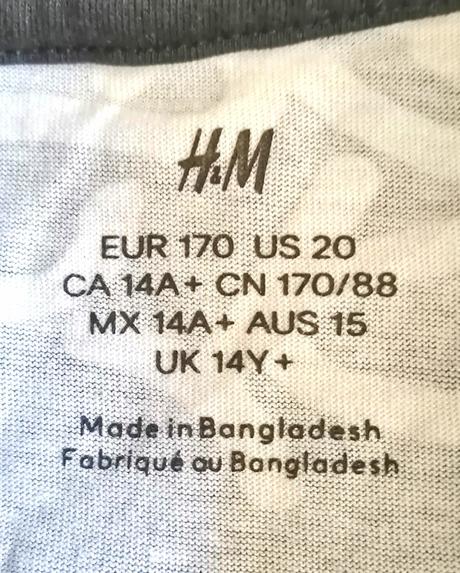 H&M
EUR 170 US 20
CA 14A+ CN 170/88
MX 14A+ AUS 15
UK 14Y+
Made in Bangladesh
Fabriqué au Bangladesh